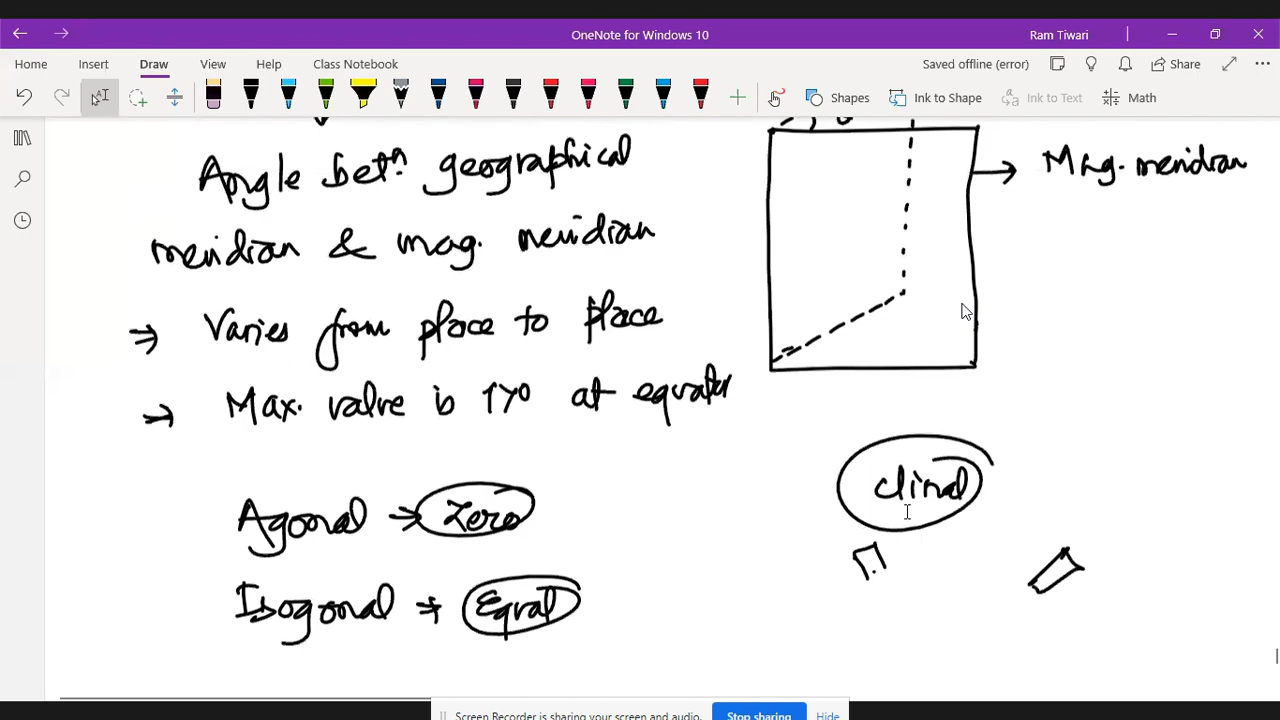 OneNote for Windows 10
Ram Tiwari
Home Insert Draw View Help Class Notebook
Saved offline (error)
Share
Shapes
Ink to Shape
Ink to Text
Math
Angle betn geographical
meridian & mag. meridian
⇒ Varies from place to place
→ Max. value is 17° at equator
Agonal → Zero
Isogonal → Equal
→ Mag. meridian
clinal
Screen Recorder is sharing your screen and audio.
Stop sharing
Hide